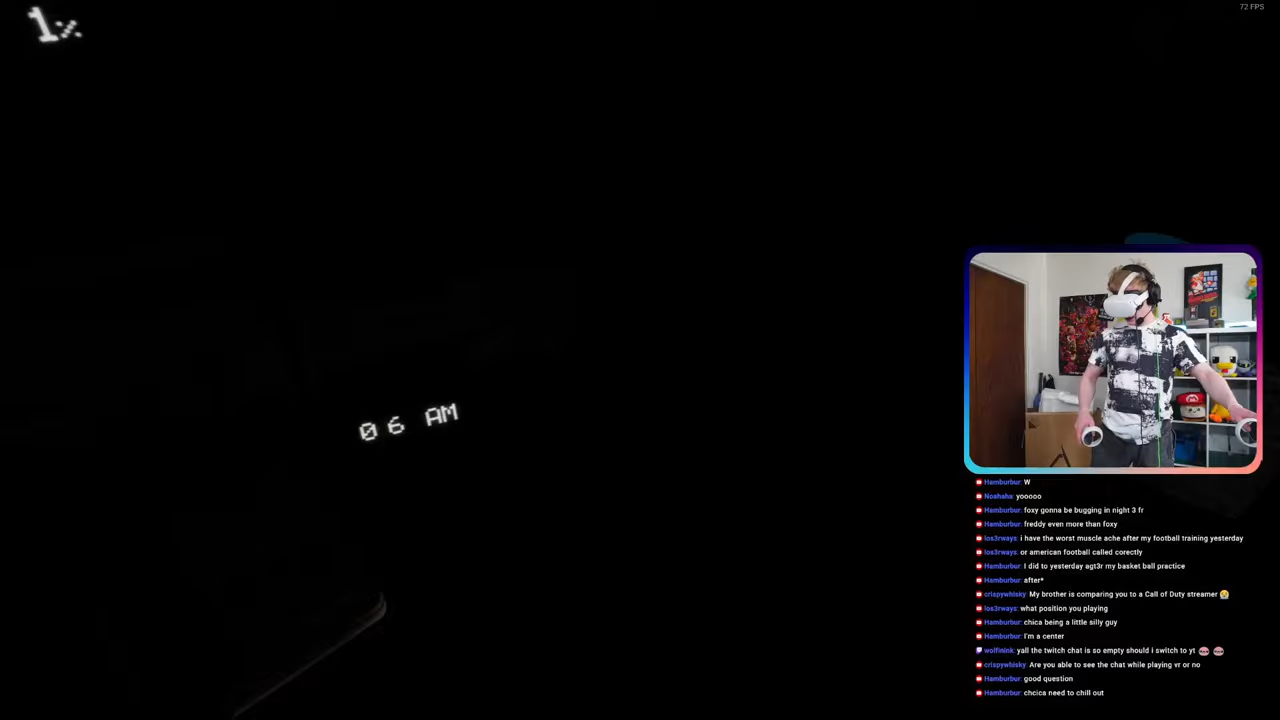 1x
72 FPS
06 AM
Hamburbur: W
Noahaha: yooooo
Hamburbur: foxy gonna be bugging in night 3 fr
Hamburbur: freddy even more than foxy
los3rways: i have the worst muscle ache after my football training yesterday
los3rways: or american football called corectly
Hamburbur: I did to yesterday agt3r my basket ball practice
Hamburbur: after*
crispywhisky: My brother is comparing you to a Call of Duty streamer 😭
los3rways: what position you playing
Hamburbur: chica being a little silly guy
Hamburbur: I'm a center
wolfinink: yall the twitch chat is so empty should i switch to yt
crispywhisky: Are you able to see the chat while playing vr or no
Hamburbur: good question
Hamburbur: chcica need to chill out